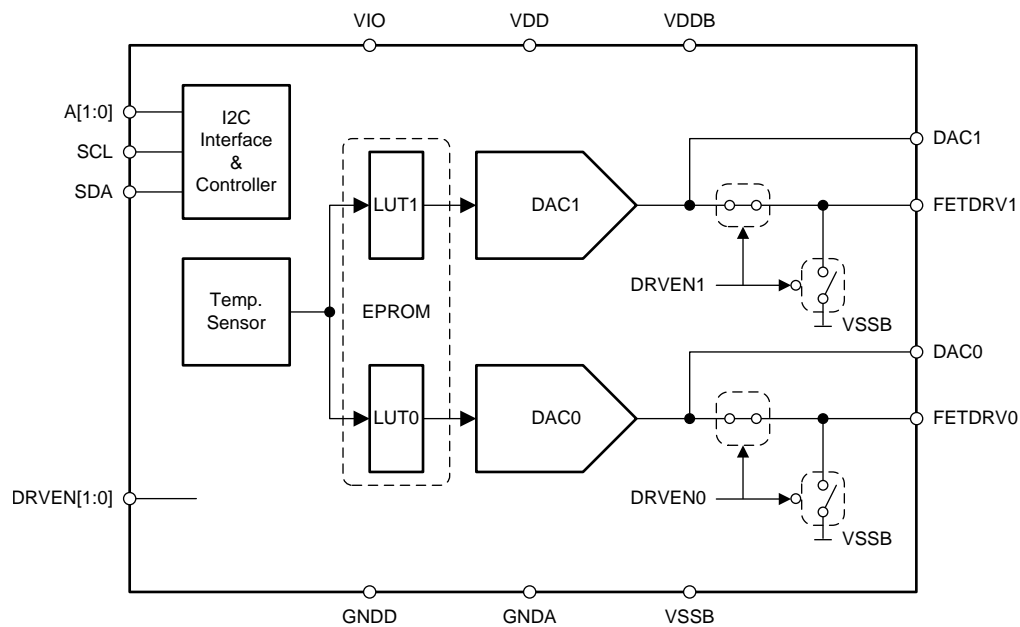 VIO VDD VDDB
A[1:0]
SCL
SDA
I2C
Interface
&
Controller
DAC1
LUT1
DAC1
FETDRV1
DRVEN1
VSSB
Temp.
Sensor
EPROM
DAC0
LUT0
DAC0
FETDRV0
DRVEN[1:0]
DRVEN0
VSSB
GNDD GNDA VSSB